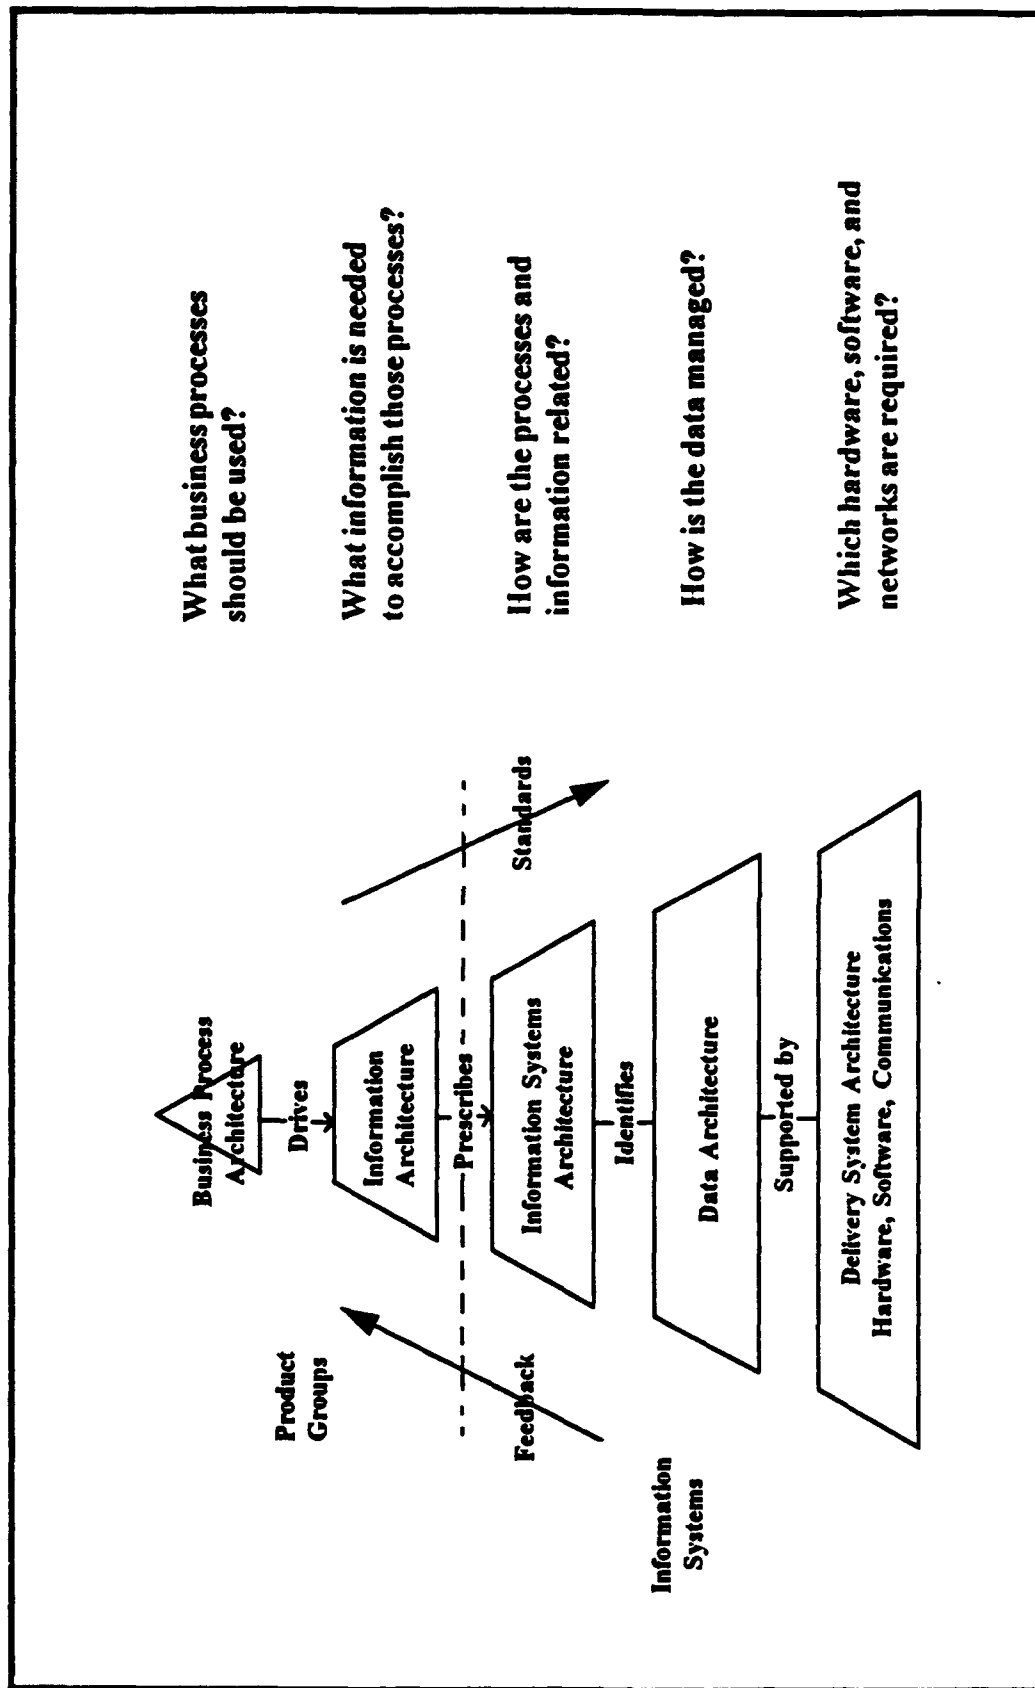 Business Process
Architecture
What business processes
should be used?
Product
Groups
Drives
Information
Architecture
What information is needed
to accomplish those processes?
Prescribes
Feedback
Information Systems
Architecture
Standards
How are the processes and
information related?
Identifies
Information
Systems
Data Architecture
How is the data managed?
Supported by
Delivery System Architecture
Hardware, Software, Communications
Which hardware, software, and
networks are required?